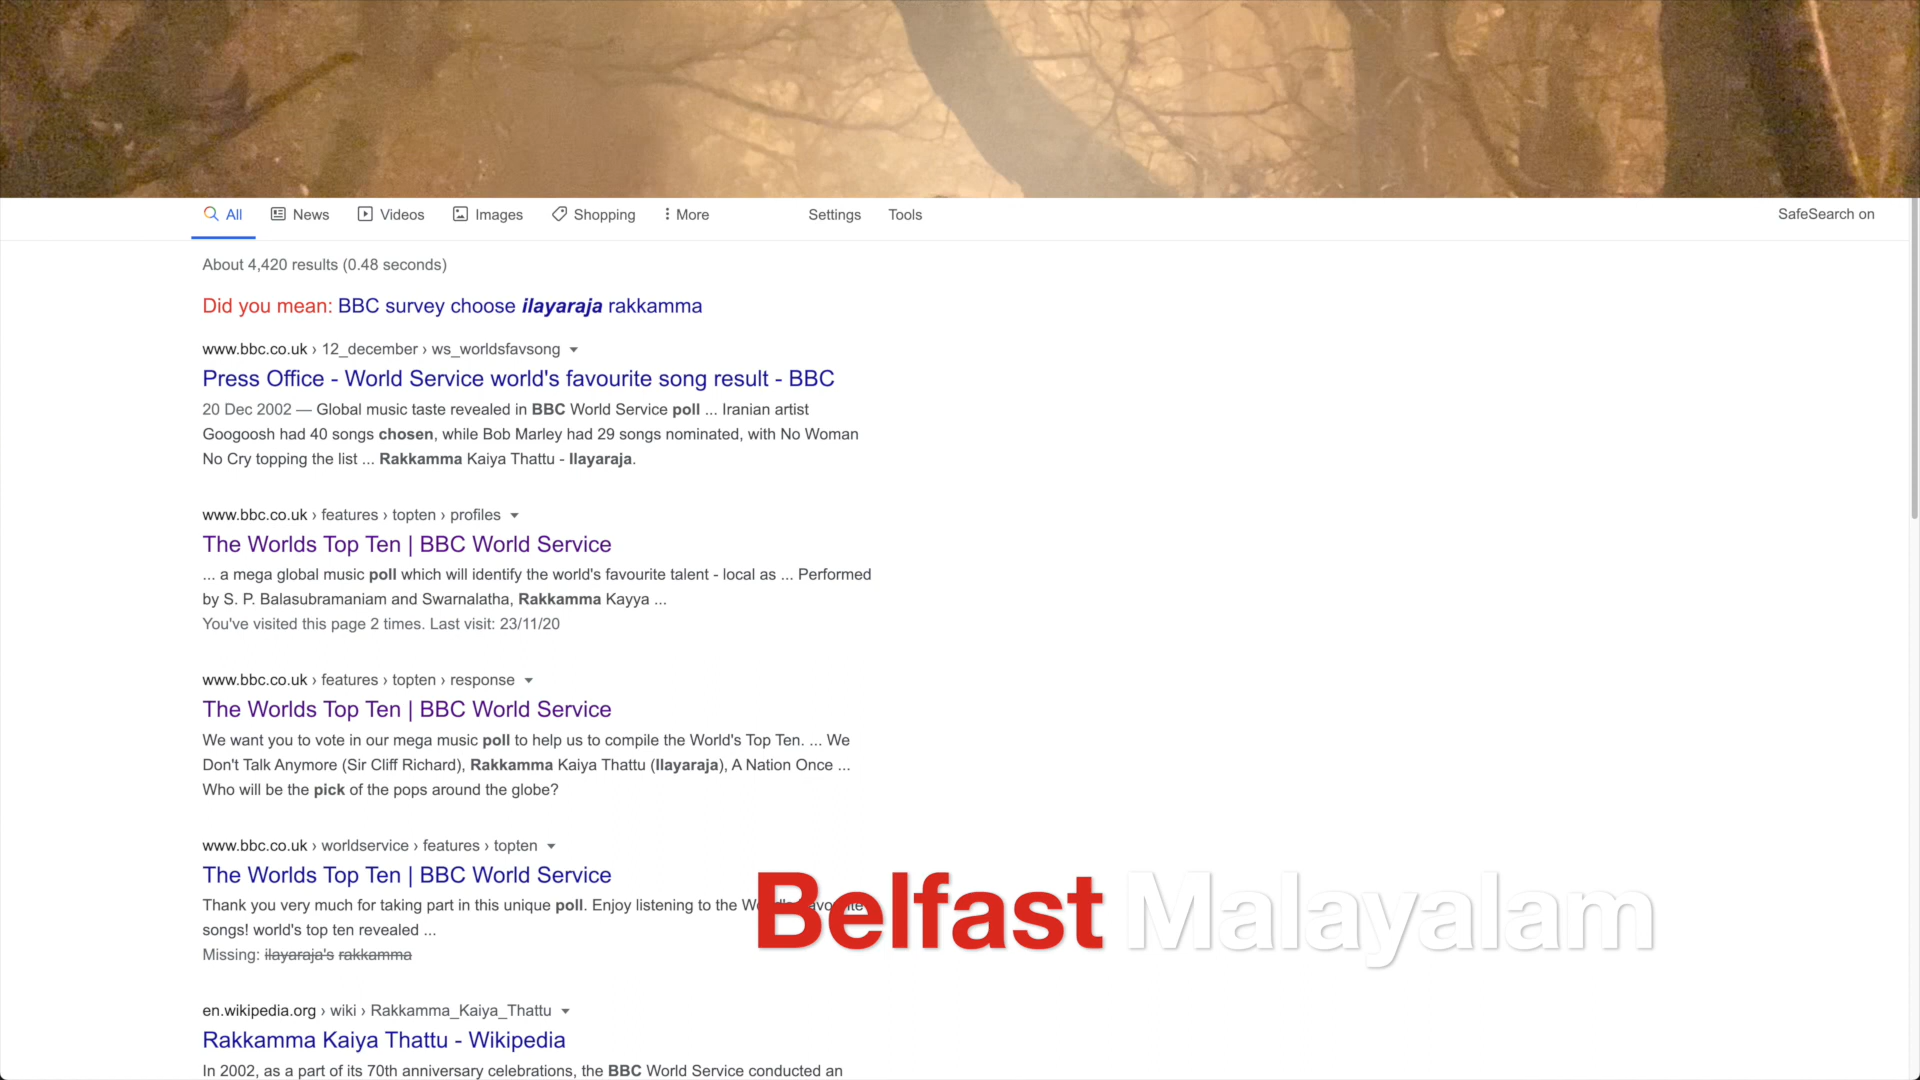 All News Videos Images Shopping More Settings Tools SafeSearch on
About 4,420 results (0.48 seconds)
Did you mean: BBC survey choose ilayaraja rakkamma
www.bbc.co.uk › 12_december › ws_worldsfavsong
Press Office - World Service world's favourite song result - BBC
20 Dec 2002 — Global music taste revealed in BBC World Service poll ... Iranian artist
Googoosh had 40 songs chosen, while Bob Marley had 29 songs nominated, with No Woman
No Cry topping the list ... Rakkamma Kaiya Thattu - Ilayaraja.
www.bbc.co.uk › features › topten › profiles
The Worlds Top Ten | BBC World Service
... a mega global music poll which will identify the world's favourite talent - local as ... Performed
by S. P. Balasubramaniam and Swarnalatha, Rakkamma Kayya ...
You've visited this page 2 times. Last visit: 23/11/20
www.bbc.co.uk › features › topten › response
The Worlds Top Ten | BBC World Service
We want you to vote in our mega music poll to help us to compile the World's Top Ten. ... We
Don't Talk Anymore (Sir Cliff Richard), Rakkamma Kaiya Thattu (Ilayaraja), A Nation Once ...
Who will be the pick of the pops around the globe?
www.bbc.co.uk › worldservice › features › topten
The Worlds Top Ten | BBC World Service
Thank you very much for taking part in this unique poll. Enjoy listening to the
songs! world's top ten revealed ...
Missing: ilayaraja's rakkamma
Belfast Malayalam
en.wikipedia.org › wiki › Rakkamma_Kaiya_Thattu
Rakkamma Kaiya Thattu - Wikipedia
In 2002, as a part of its 70th anniversary celebrations, the BBC World Service conducted an